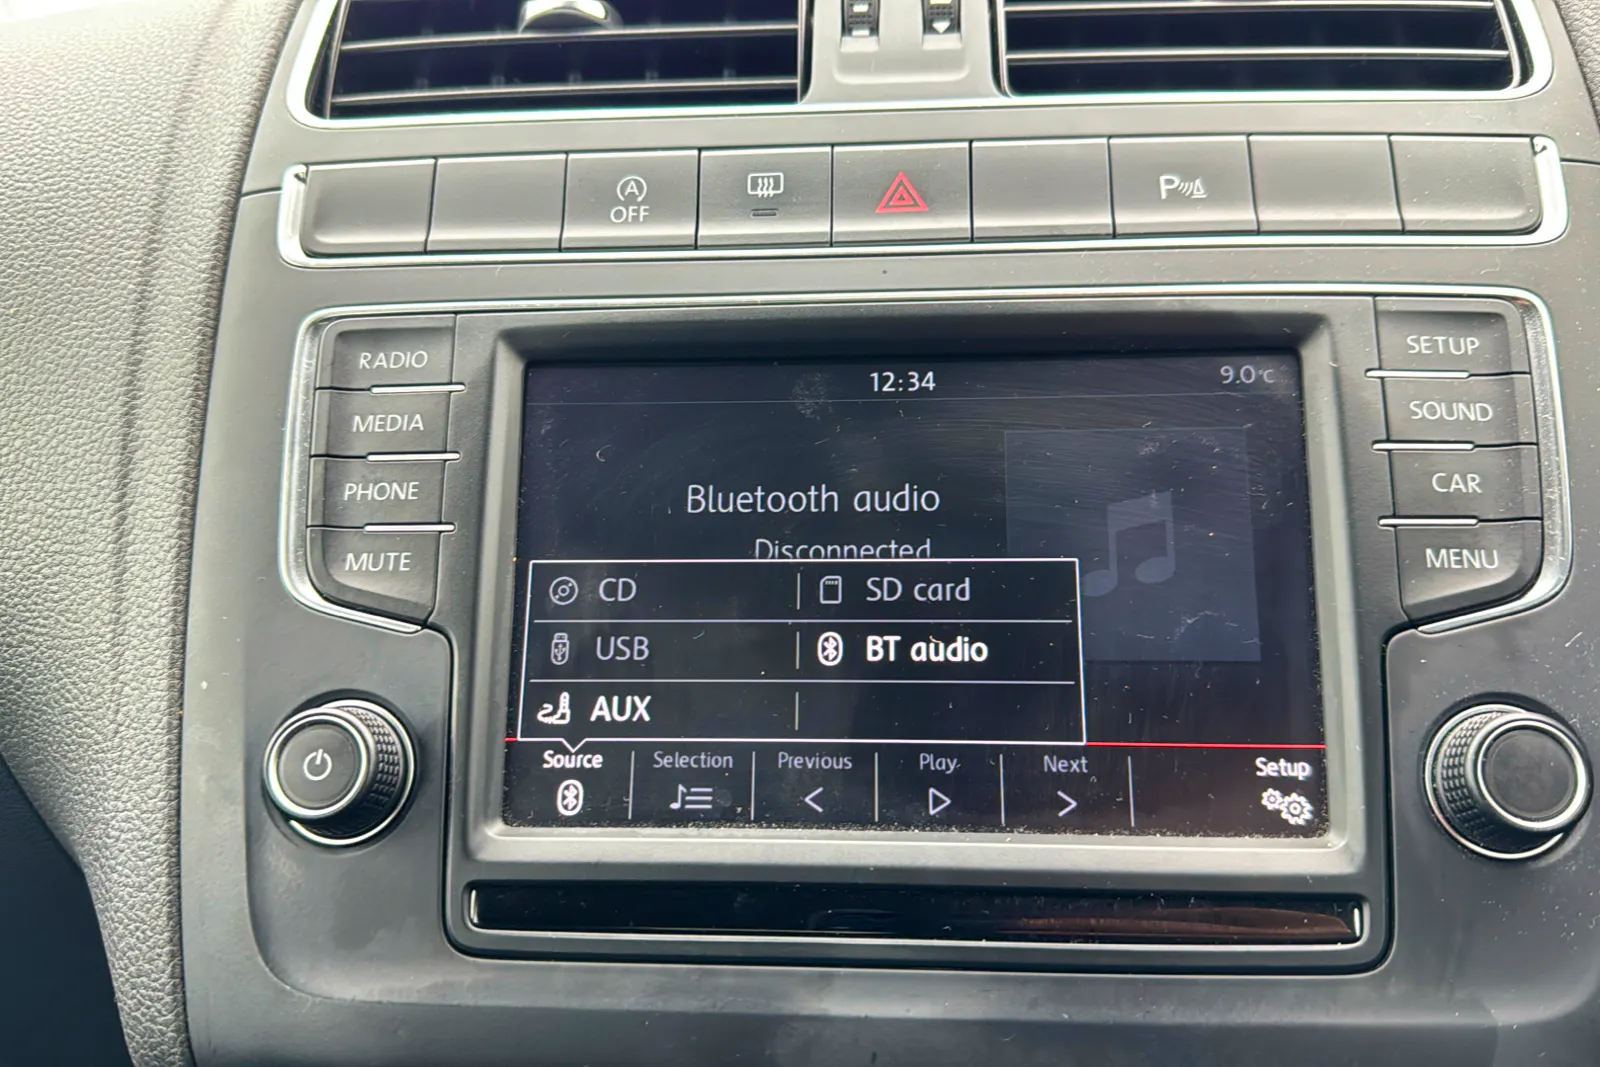 A
OFF
P
RADIO
MEDIA
PHONE
MUTE
12:34
9.0°C
Bluetooth audio
Disconnected
CD
SD card
USB
BT audio
AUX
Source
Selection
Previous
Play
Next
Setup
SETUP
SOUND
CAR
MENU